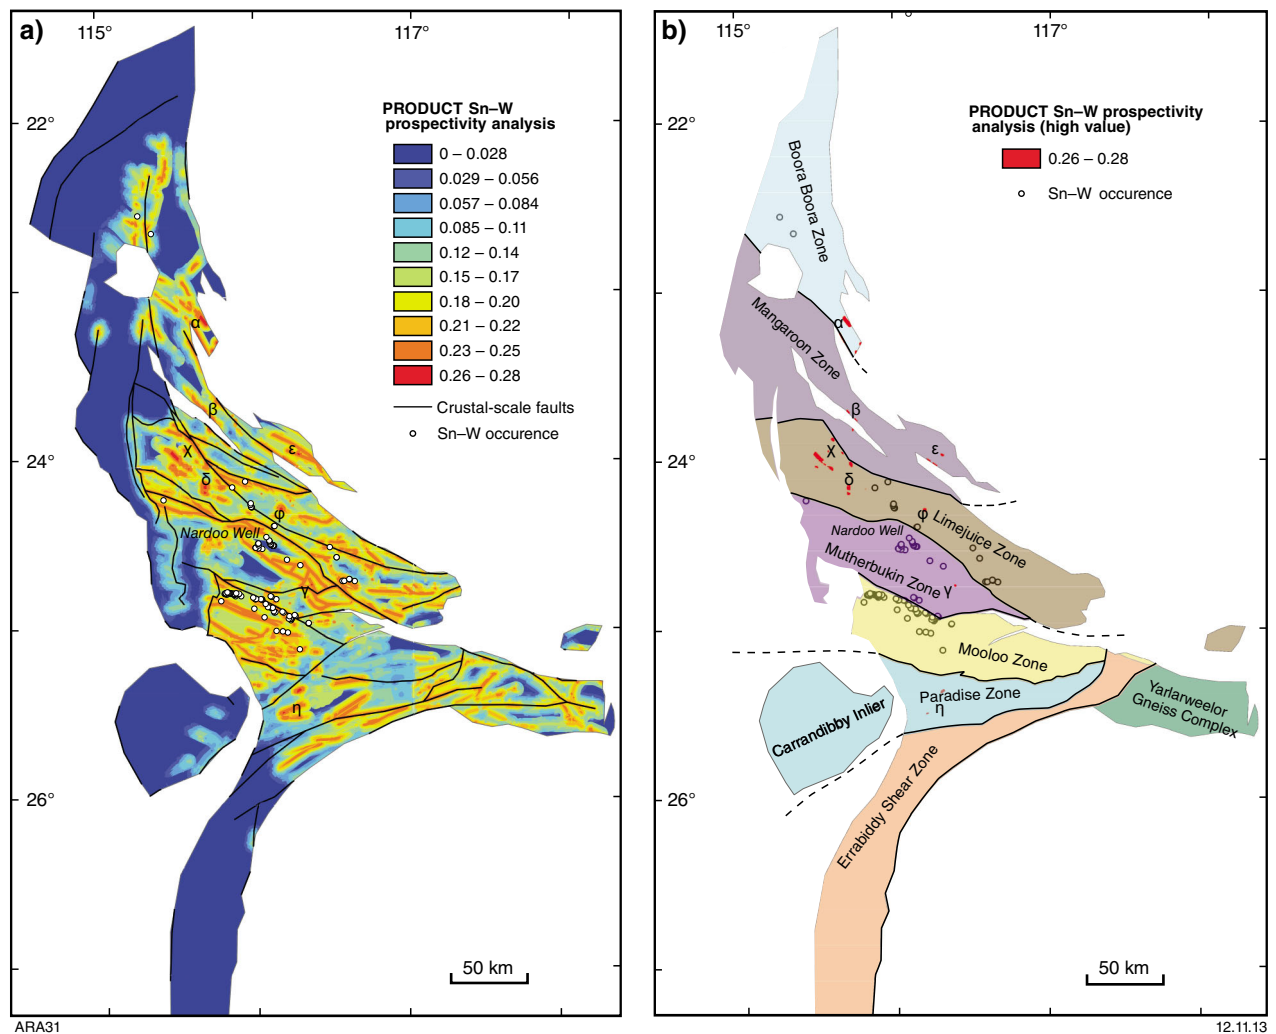 a)
115°
117°
22°
24°
26°
PRODUCT Sn–W
prospectivity analysis
0 – 0.028
0.029 – 0.056
0.057 – 0.084
0.085 – 0.11
0.12 – 0.14
0.15 – 0.17
0.18 – 0.20
0.21 – 0.22
0.23 – 0.25
0.26 – 0.28
Crustal-scale faults
Sn–W occurence
α
β
χ
ε
δ
φ
Nardoo Well
γ
η
50 km
ARA31
b)
115°
117°
22°
24°
26°
PRODUCT Sn–W prospectivity
analysis (high value)
0.26 – 0.28
Sn–W occurence
Boora Boora Zone
α
Mangaroon Zone
β
χ
ε
δ
φ
Limejuice Zone
Nardoo Well
Mutherbukin Zone
γ
Mooloo Zone
Paradise Zone
η
Yarlarweelor
Gneiss Complex
Carrandibby Inlier
Errabiddy Shear Zone
50 km
12.11.13